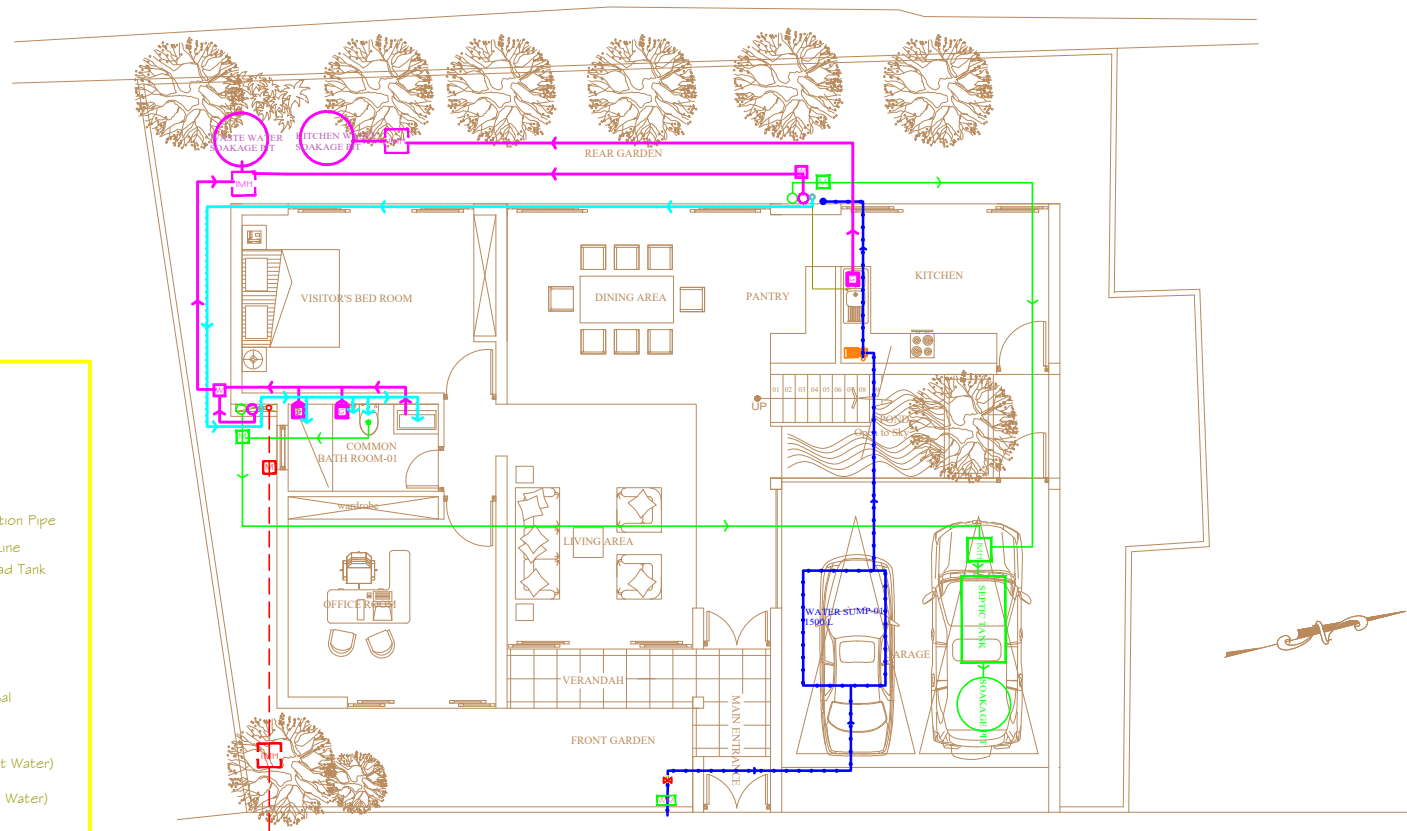 WATER
SOAKAGE PIT
KITCHEN
SOAKAGE
REAR GARDEN
IMH
VISITOR'S BED ROOM
DINING AREA
PANTRY
KITCHEN
01 02 03 04 05 06 08
UP
POND
Open to Sky
COMMON
BATH ROOM-01
wardrobe
LIVING AREA
OFFICE ROOM
WATER SUMP-01
1500 L
GARAGE
IMH
SEPTIC TANK
SOAKAGE PIT
VERANDAH
MAIN ENTRANCE
FRONT GARDEN
IMH
tion Pipe
Line
ad Tank
al
t Water)
Water)